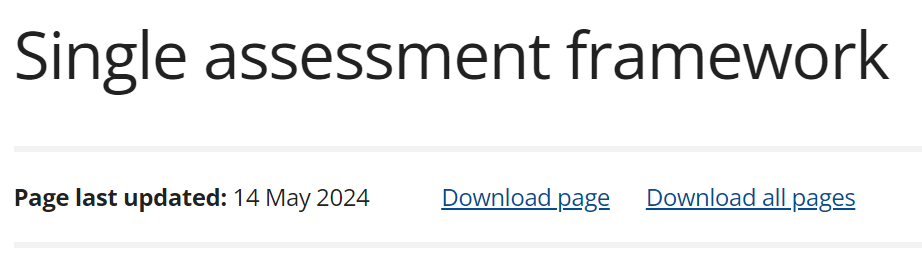 Single assessment framework
Page last updated: 14 May 2024 Download page Download all pages